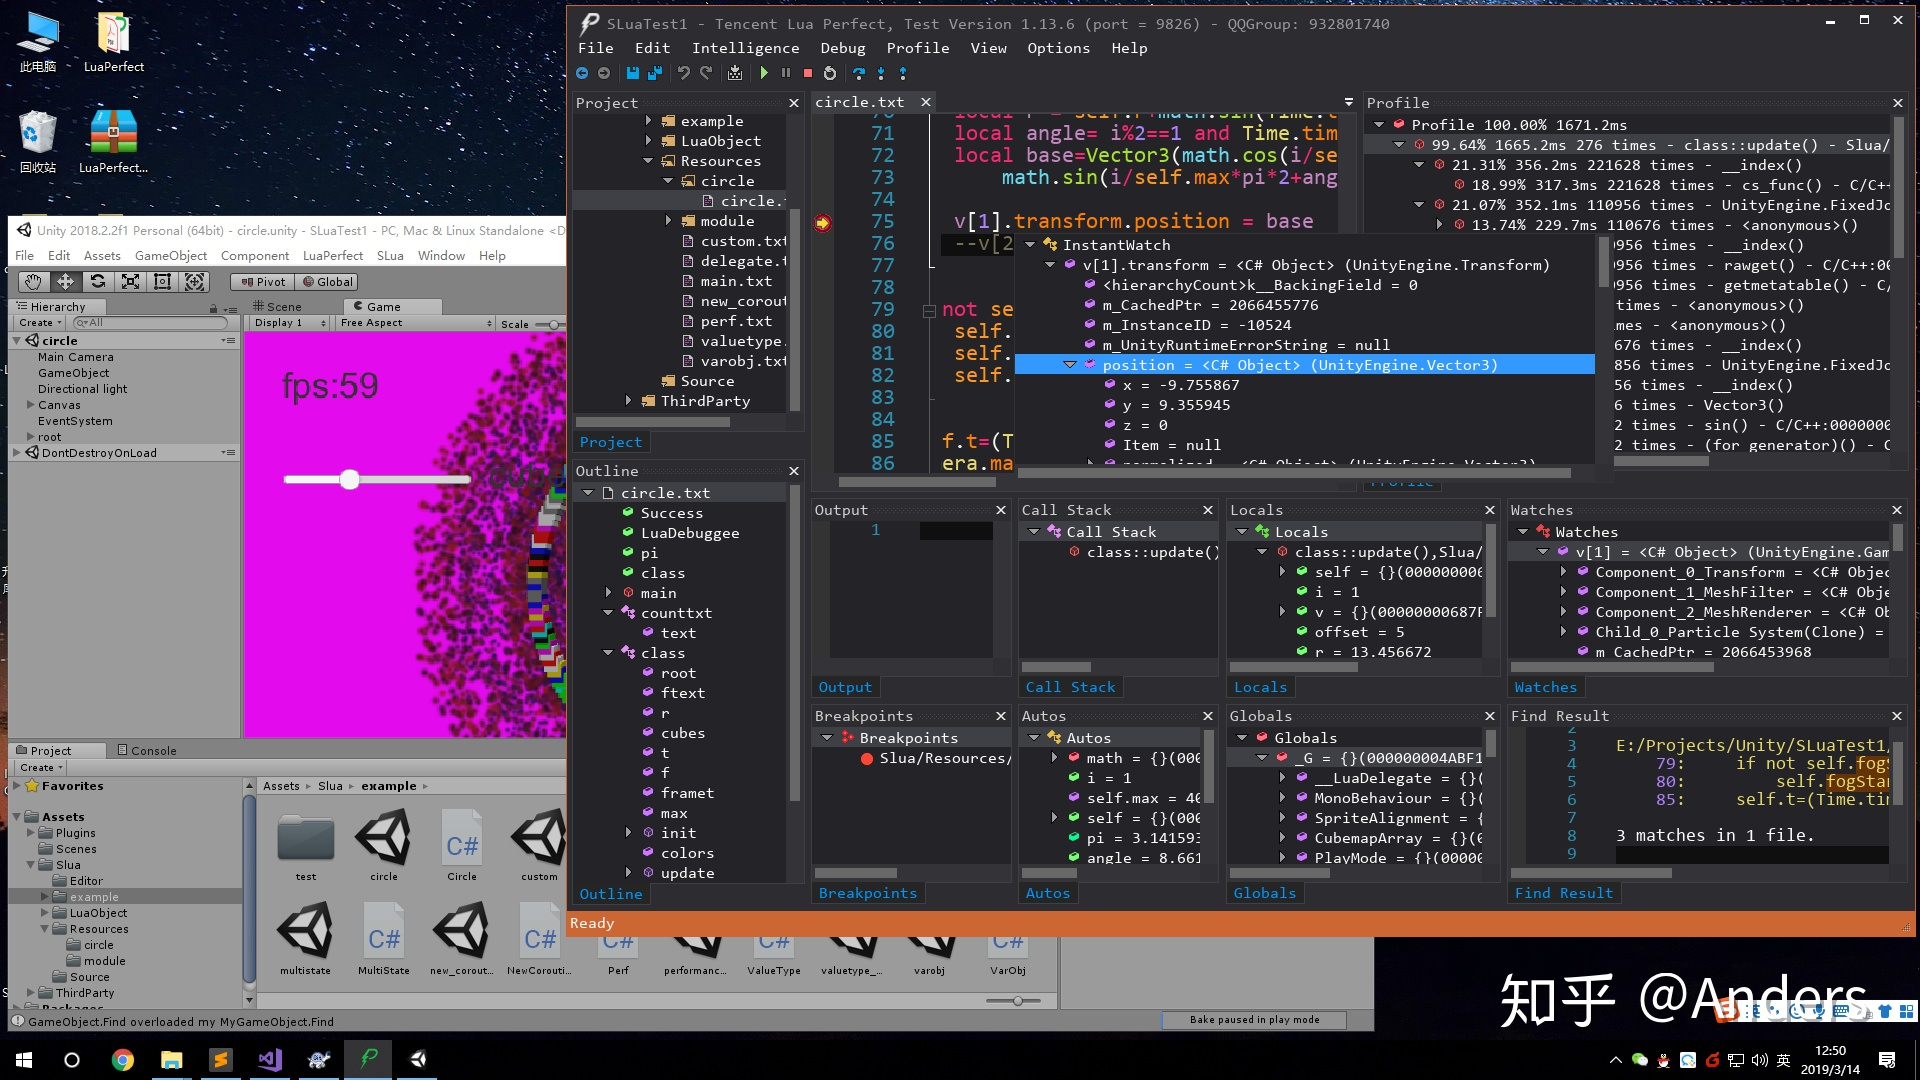 此电脑
LuaPerfect
回收站
LuaPerfect...
SLuaTest1 - Tencent Lua Perfect, Test Version 1.13.6 (port = 9826) - QQGroup: 932801740
File Edit Intelligence Debug Profile View Options Help
Project
example
LuaObject
Resources
circle
circle.
module
custom.txt
delegate.t
main.txt
new_corout
perf.txt
valuetype.
varobj.txt
Source
ThirdParty
Project
Outline
circle.txt
Success
LuaDebuggee
pi
class
main
counttxt
text
class
root
ftext
r
cubes
t
f
framet
max
init
colors
update
Outline
circle.txt
71 local angle= i%2==1 and Time.tim
72 local base=Vector3(math.cos(i/se
73 math.sin(i/self.max*pi*2+ang
74
75 v[1].transform.position = base
76 --v[2
77
78
79 not se
80 self.
81 self.
82 self.
83
84
85 f.t=(T
86 era.ma
InstantWatch
v[1].transform = <C# Object> (UnityEngine.Transform)
<hierarchyCount>k__BackingField = 0
m_CachedPtr = 2066455776
m_InstanceID = -10524
m_UnityRuntimeErrorString = null
position = <C# Object> (UnityEngine.Vector3)
x = -9.755867
y = 9.355945
z = 0
Item = null
normalized = <C# Object> (UnityEngine.Vector3)
Profile
Profile 100.00% 1671.2ms
99.64% 1665.2ms 276 times - class::update() - Slua/
21.31% 356.2ms 221628 times - __index()
18.99% 317.3ms 221628 times - cs_func() - C/C++
21.07% 352.1ms 110956 times - UnityEngine.FixedJo
13.74% 229.7ms 110676 times - <anonymous>()
0956 times - __index()
0956 times - rawget() - C/C++:00
0956 times - getmetatable() - C/
times - <anonymous>()
mes - <anonymous>()
676 times - __index()
856 times - UnityEngine.FixedJo
56 times - __index()
6 times - Vector3()
2 times - sin() - C/C++:0000000
2 times - (for generator)() - C
Profile
Output
1
Output
Call Stack
Call Stack
class::update()
Call Stack
Locals
Locals
class::update(),Slua/
self = {}(000000006
i = 1
v = {}(00000000687F
offset = 5
r = 13.456672
Locals
Watches
Watches
v[1] = <C# Object> (UnityEngine.Gam
Component_0_Transform = <C# Objec
Component_1_MeshFilter = <C# Obje
Component_2_MeshRenderer = <C# Ob
Child_0_Particle System(Clone) =
m_CachedPtr = 2066453968
Watches
Breakpoints
Breakpoints
Slua/Resources/
Breakpoints
Autos
Autos
math = {}(000
i = 1
self.max = 40
self = {}(000
pi = 3.141593
angle = 8.661
Autos
Globals
Globals
_G = {}(000000004ABF1
__LuaDelegate = {}(
MonoBehaviour = {}(
SpriteAlignment = {
CubemapArray = {}(0
PlayMode = {}(00000
Globals
Find Result
2
3 E:/Projects/Unity/SLuaTest1/
4 79: if not self.fogS
5 80: self.fogStar
6 85: self.t=(Time.tim
7
8 3 matches in 1 file.
9
Find Result
Ready
Unity 2018.2.2f1 Personal (64bit) - circle.unity - SLuaTest1 - PC, Mac & Linux Standalone <D
File Edit Assets GameObject Component LuaPerfect SLua Window Help
Pivot Global
Hierarchy
Create All
circle
Main Camera
GameObject
Directional light
Canvas
EventSystem
root
DontDestroyOnLoad
Scene Game
Display 1 Free Aspect Scale
fps:59
Project Console
Create
Favorites
Assets
Plugins
Scenes
Slua
Editor
example
LuaObject
Resources
circle
module
Source
ThirdParty
Packages
Assets Slua example
test circle Circle custom
multistate MultiState new_corout... NewCorouti... Perf performanc... ValueType valuetype_... varobj VarObj
GameObject.Find overloaded my MyGameObject.Find
Bake paused in play mode
知乎 @Anders
英
12:50
2019/3/14